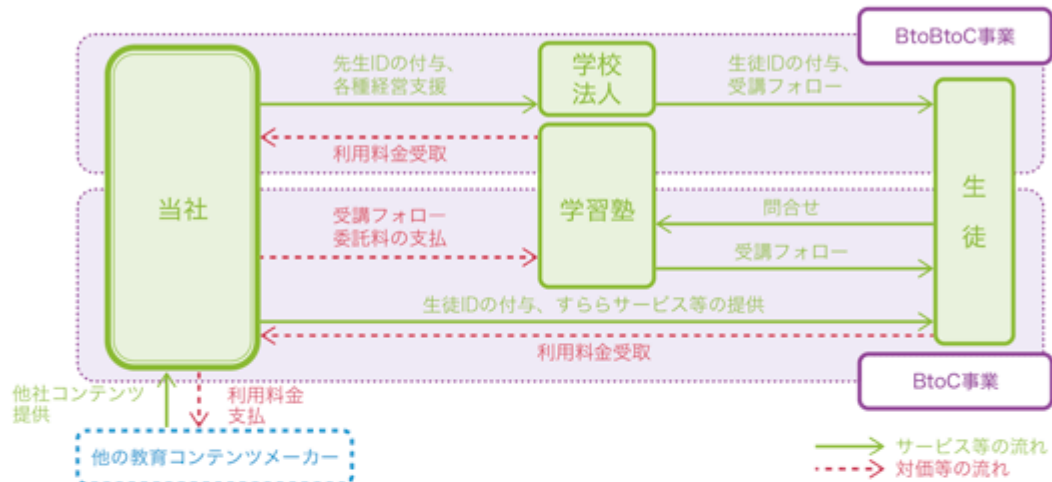 BtoBtoC事業
先生IDの付与、
各種経営支援
学校
法人
生徒IDの付与、
受講フォロー
利用料金受取
当社
学習塾
生
徒
受講フォロー
委託料の支払
問合せ
受講フォロー
生徒IDの付与、すららサービス等の提供
利用料金受取
BtoC事業
他社コンテンツ
提供
利用料金
支払
他の教育コンテンツメーカー
サービス等の流れ
対価等の流れ